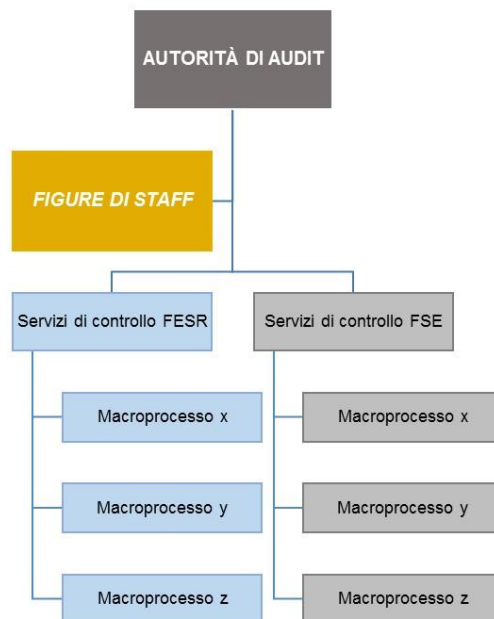 AUTORITÀ DI AUDIT
FIGURE DI STAFF
Servizi di controllo FESR
Servizi di controllo FSE
Macroprocesso x
Macroprocesso x
Macroprocesso y
Macroprocesso y
Macroprocesso z
Macroprocesso z